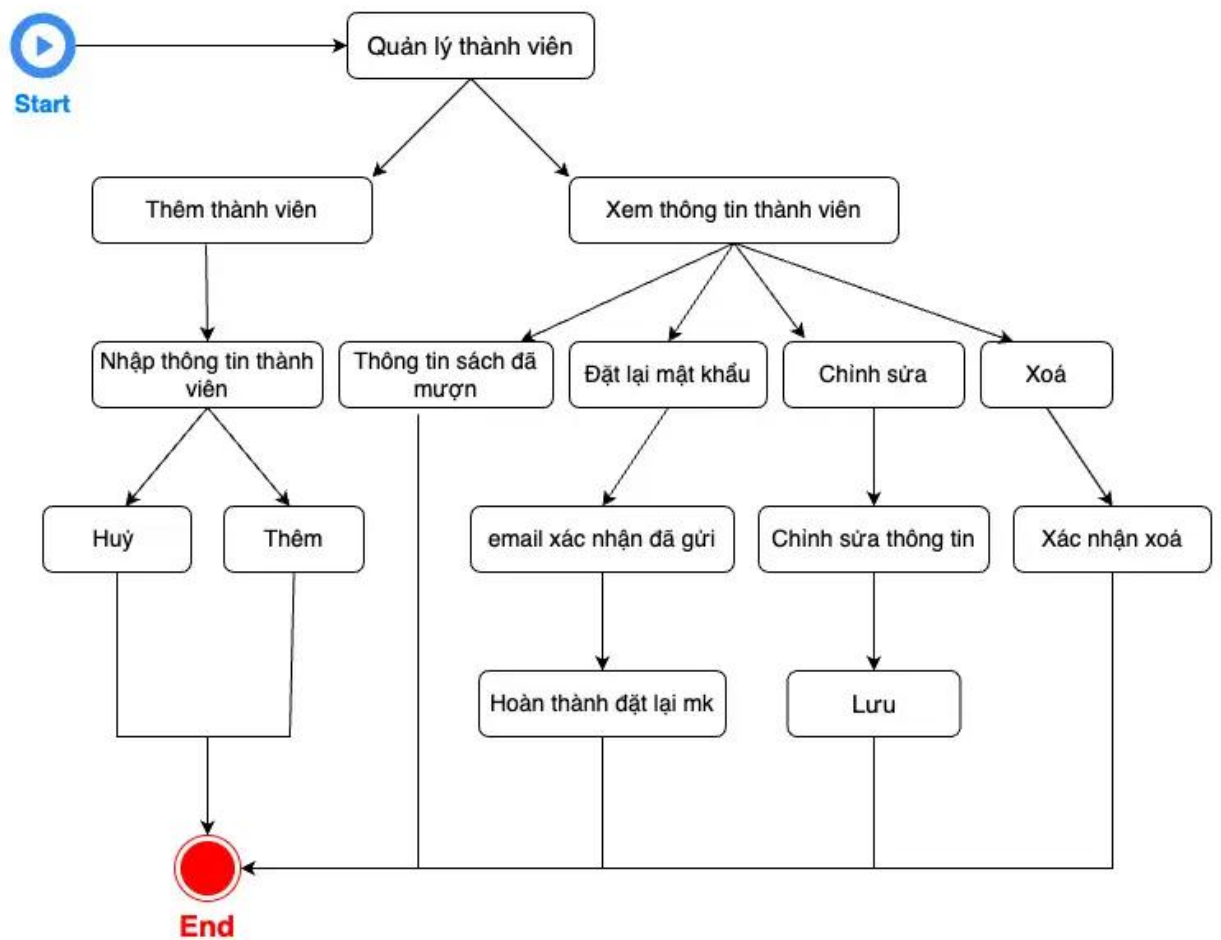 Quản lý thành viên
Start
Thêm thành viên
Xem thông tin thành viên
Nhập thông tin thành
viên
Thông tin sách đã
mượn
Đặt lại mật khẩu
Chỉnh sửa
Xoá
Huỷ
Thêm
email xác nhận đã gửi
Chỉnh sửa thông tin
Xác nhận xoá
Hoàn thành đặt lại mk
Lưu
End